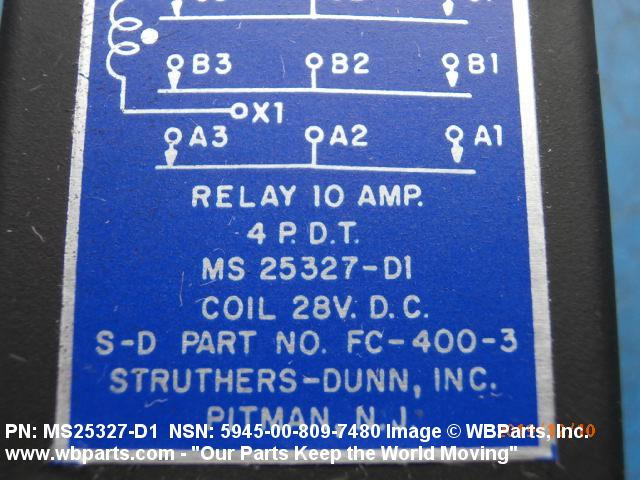 B3 B2 B1
X1
A3 A2 A1
RELAY 10 AMP.
4 P. D. T.
MS 25327-D1
COIL 28V. D. C.
S-D PART NO. FC-400-3
STRUTHERS-DUNN, INC.
PITMAN, N. J.
PN: MS25327-D1 NSN: 5945-00-809-7480 Image © WBParts, Inc.
www.wbparts.com - "Our Parts Keep the World Moving"